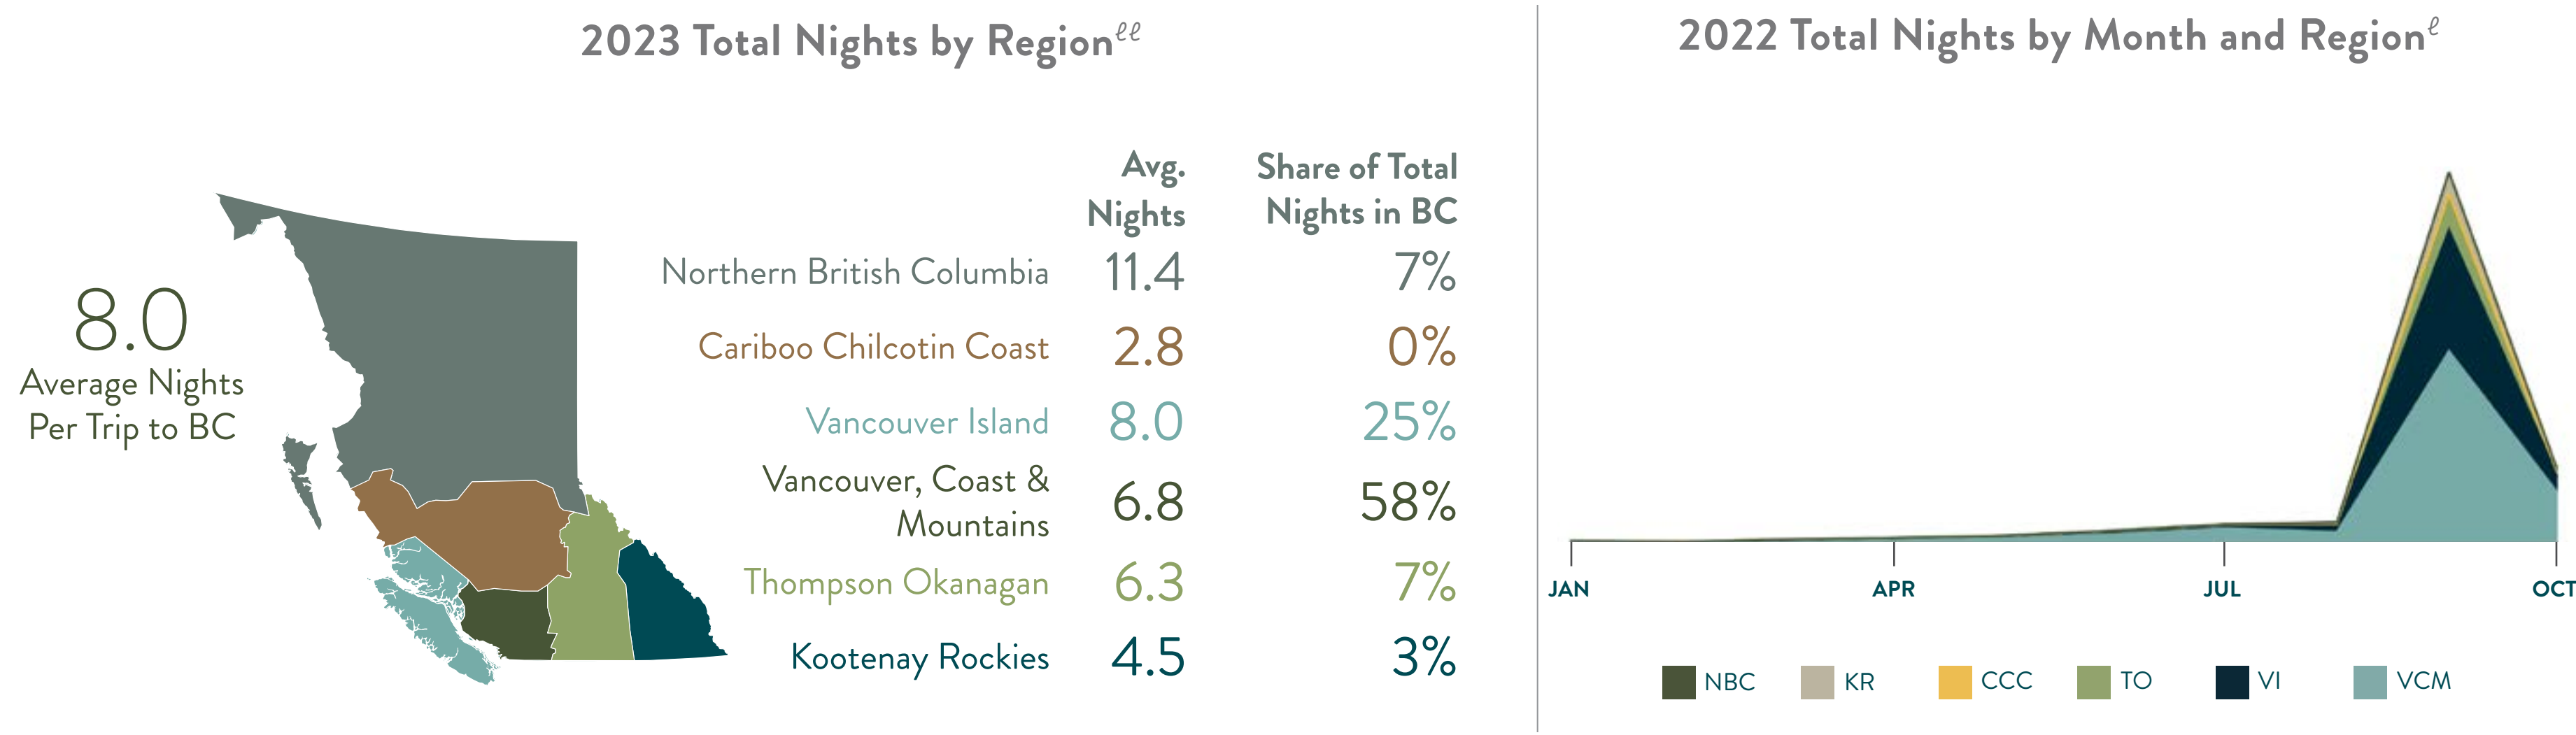 2023 Total Nights by Regionℓℓ
8.0
Average Nights
Per Trip to BC
Avg.
Nights
Share of Total
Nights in BC
Northern British Columbia 11.4 7%
Cariboo Chilcotin Coast 2.8 0%
Vancouver Island 8.0 25%
Vancouver, Coast &
Mountains 6.8 58%
Thompson Okanagan 6.3 7%
Kootenay Rockies 4.5 3%
2022 Total Nights by Month and Regionℓ
JAN APR JUL OCT
NBC KR CCC TO VI VCM